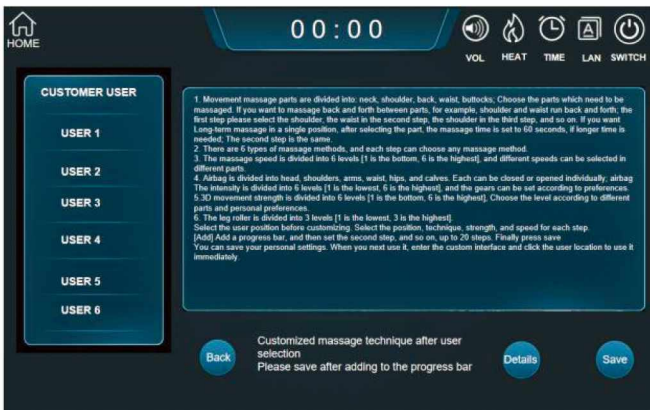 00:00
HOME
VOL
HEAT
TIME
A
LAN
SWITCH
CUSTOMER USER
USER 1
USER 2
USER 3
USER 4
USER 5
USER 6
1. Movement massage parts are divided into: neck, shoulder, back, waist, buttocks; Choose the parts which need to be
massaged. If you want to massage back and forth between parts, for example, shoulder and waist run back and forth; the
first step please select the shoulder, the waist in the second step, the shoulder in the third step, and so on. If you want
Long-term massage in a single position, after selecting the part, the massage time is set to 60 seconds, if longer time is
needed; The second step is the same.
2. There are 6 types of massage methods, and each step can choose any massage method.
3. The massage speed is divided into 6 levels [1 is the bottom, 6 is the highest], and different speeds can be selected in
different parts.
4. Airbag is divided into head, shoulders, arms, waist, hips, and calves. Each can be closed or opened individually; airbag
The intensity is divided into 6 levels [1 is the lowest, 6 is the highest], and the gears can be set according to preferences.
5.3D movement strength is divided into 6 levels [1 is the bottom, 6 is the highest], Choose the level according to different
parts and personal preferences.
6. The leg roller is divided into 3 levels [1 is the lowest, 3 is the highest].
Select the user position before customizing. Select the position, technique, strength, and speed for each step.
[Add] Add a progress bar, and then set the second step, and so on, up to 20 steps. Finally press save
You can save your personal settings. When you next use it, enter the custom interface and click the user location to use it
immediately.
Back
Customized massage technique after user
selection
Please save after adding to the progress bar
Details
Save